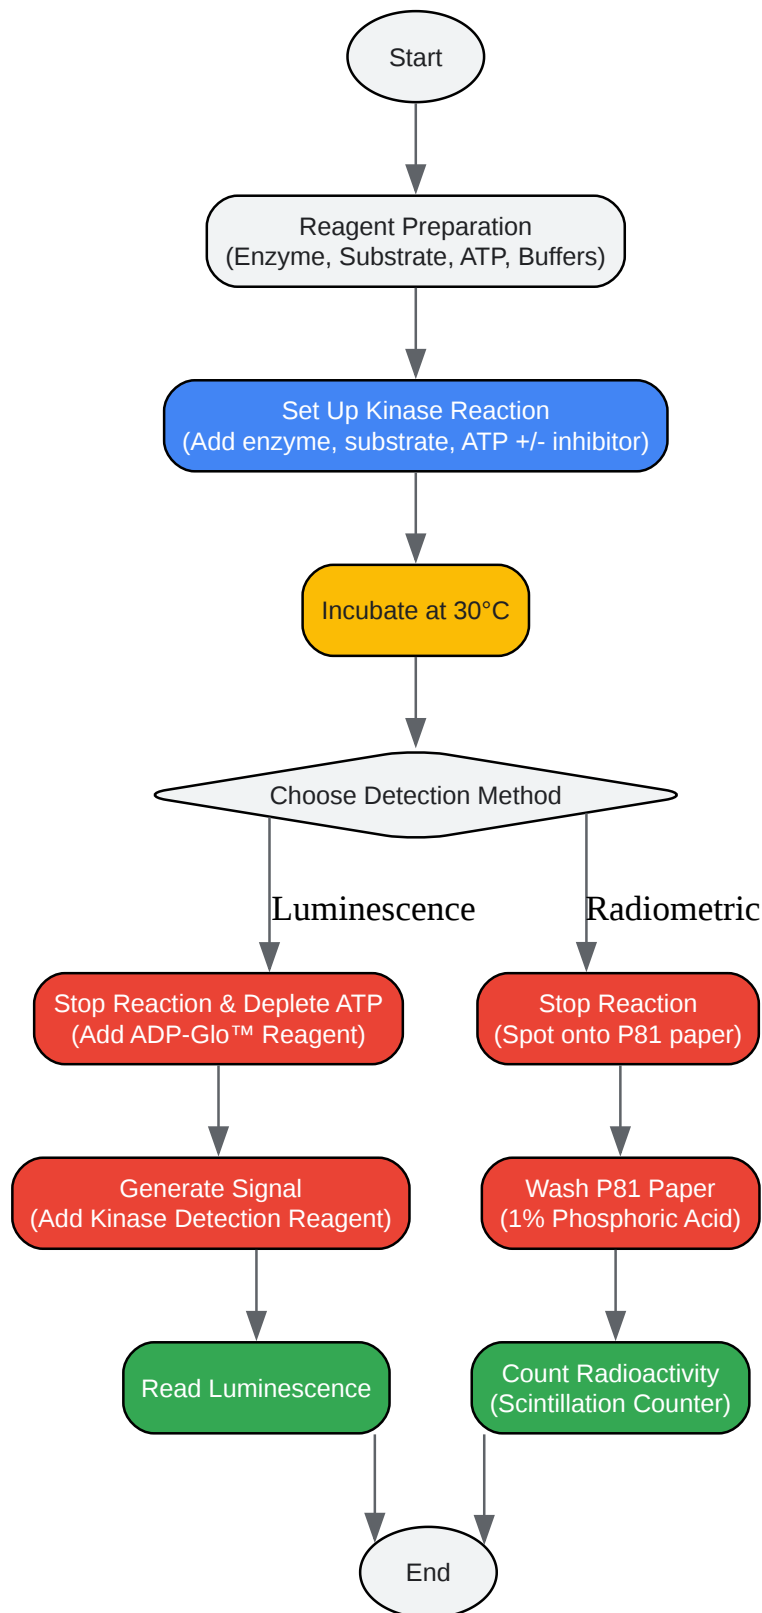 Start
Reagent Preparation
(Enzyme, Substrate, ATP, Buffers)
Set Up Kinase Reaction
(Add enzyme, substrate, ATP +/- inhibitor)
Incubate at 30°C
Choose Detection Method
Luminescence
Radiometric
Stop Reaction & Deplete ATP
(Add ADP-Glo™ Reagent)
Stop Reaction
(Spot onto P81 paper)
Generate Signal
(Add Kinase Detection Reagent)
Wash P81 Paper
(1% Phosphoric Acid)
Read Luminescence
Count Radioactivity
(Scintillation Counter)
End